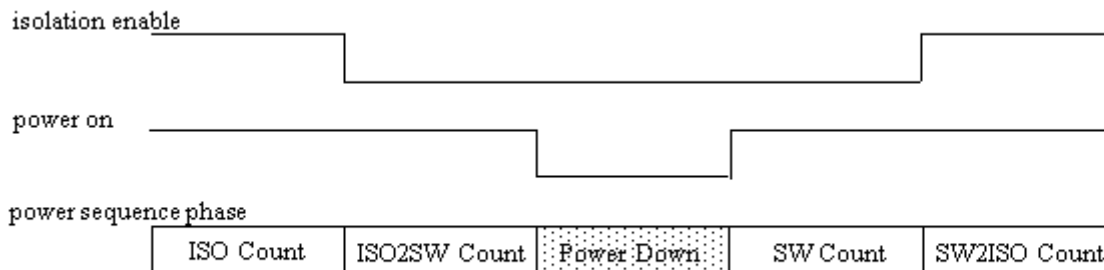 isolation enable
power on
power sequence phase
ISO Count ISO2SW Count Power Down SW Count SW2ISO Count